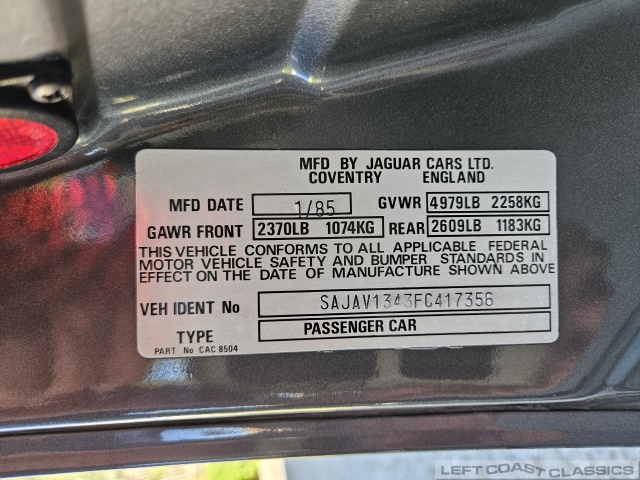 MFD BY JAGUAR CARS LTD.
COVENTRY ENGLAND
MFD DATE 1/85 GVWR 4979LB 2258KG
GAWR FRONT 2370LB 1074KG REAR 2609LB 1183KG
THIS VEHICLE CONFORMS TO ALL APPLICABLE FEDERAL
MOTOR VEHICLE SAFETY AND BUMPER STANDARDS IN
EFFECT ON THE DATE OF MANUFACTURE SHOWN ABOVE
VEH IDENT No SAJAV1343FC417356
TYPE PASSENGER CAR
PART No CAC 8504
LEFT COAST CLASSICS